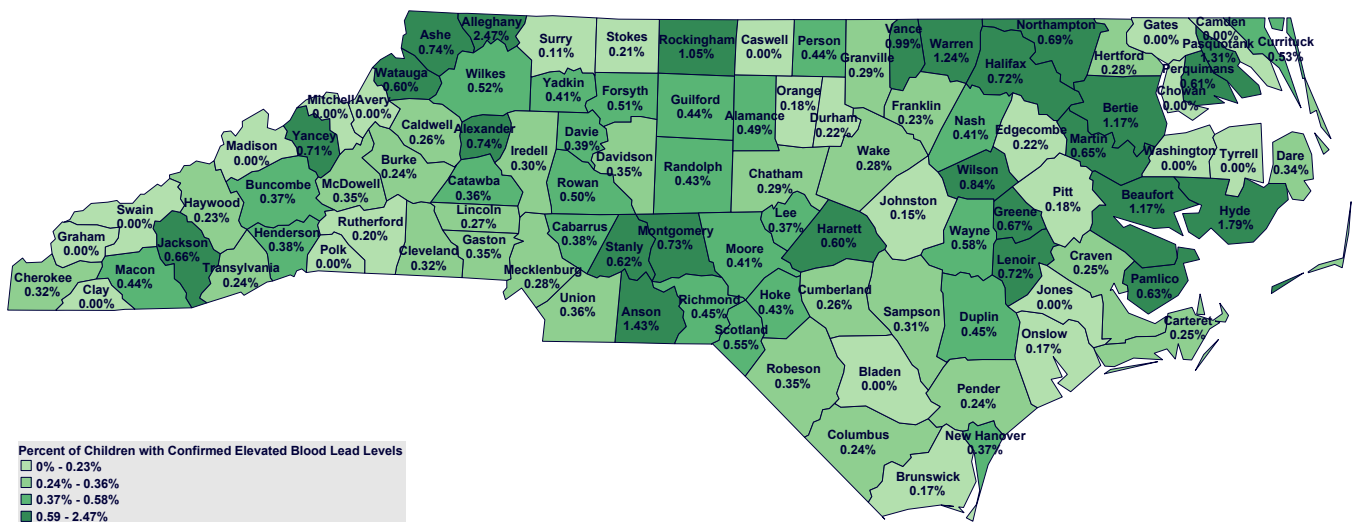 Ashe
0.74%
Alleghany
2.47%
Surry
0.11%
Stokes
0.21%
Rockingham
1.05%
Caswell
0.00%
Person
0.44%
Granville
0.29%
Vance
0.99%
Warren
1.24%
Northampton
0.69%
Halifax
0.72%
Hertford
0.28%
Gates
0.00%
Camden
0.00%
Pasquotank
1.31%
Currituck
0.53%
Perquimans
0.61%
Chowan
0.00%
Watauga
0.60%
Wilkes
0.52%
Yadkin
0.41%
Forsyth
0.51%
Guilford
0.44%
Alamance
0.49%
Orange
0.18%
Durham
0.22%
Franklin
0.23%
Nash
0.41%
Edgecombe
0.22%
Bertie
1.17%
Martin
0.65%
Washington
0.00%
Tyrrell
0.00%
Dare
0.34%
Mitchell
0.00%
Avery
0.00%
Yancey
0.71%
Caldwell
0.26%
Alexander
0.74%
Iredell
0.30%
Davie
0.39%
Davidson
0.35%
Randolph
0.43%
Chatham
0.29%
Wake
0.28%
Wilson
0.84%
Pitt
0.18%
Beaufort
1.17%
Hyde
1.79%
Madison
0.00%
Buncombe
0.37%
McDowell
0.35%
Burke
0.24%
Catawba
0.36%
Rowan
0.50%
Johnston
0.15%
Greene
0.67%
Haywood
0.23%
Swain
0.00%
Graham
0.00%
Jackson
0.66%
Henderson
0.38%
Rutherford
0.20%
Polk
0.00%
Cleveland
0.32%
Lincoln
0.27%
Gaston
0.35%
Cabarrus
0.38%
Stanly
0.62%
Montgomery
0.73%
Moore
0.41%
Lee
0.37%
Harnett
0.60%
Wayne
0.58%
Lenoir
0.72%
Craven
0.25%
Pamlico
0.63%
Cherokee
0.32%
Clay
0.00%
Macon
0.44%
Transylvania
0.24%
Mecklenburg
0.28%
Union
0.36%
Anson
1.43%
Richmond
0.45%
Scotland
0.55%
Hoke
0.43%
Cumberland
0.26%
Sampson
0.31%
Duplin
0.45%
Jones
0.00%
Onslow
0.17%
Carteret
0.25%
Robeson
0.35%
Bladen
0.00%
Pender
0.24%
Columbus
0.24%
New Hanover
0.37%
Brunswick
0.17%
Percent of Children with Confirmed Elevated Blood Lead Levels
0% - 0.23%
0.24% - 0.36%
0.37% - 0.58%
0.59 - 2.47%